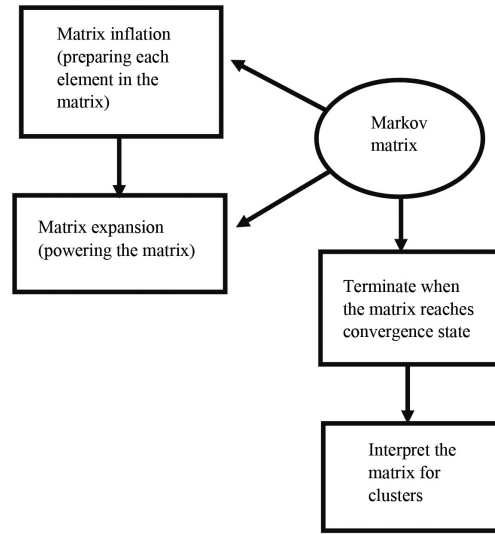 Matrix inflation
(preparing each
element in the
matrix)
Markov
matrix
Matrix expansion
(powering the matrix)
Terminate when
the matrix reaches
convergence state
Interpret the
matrix for
clusters